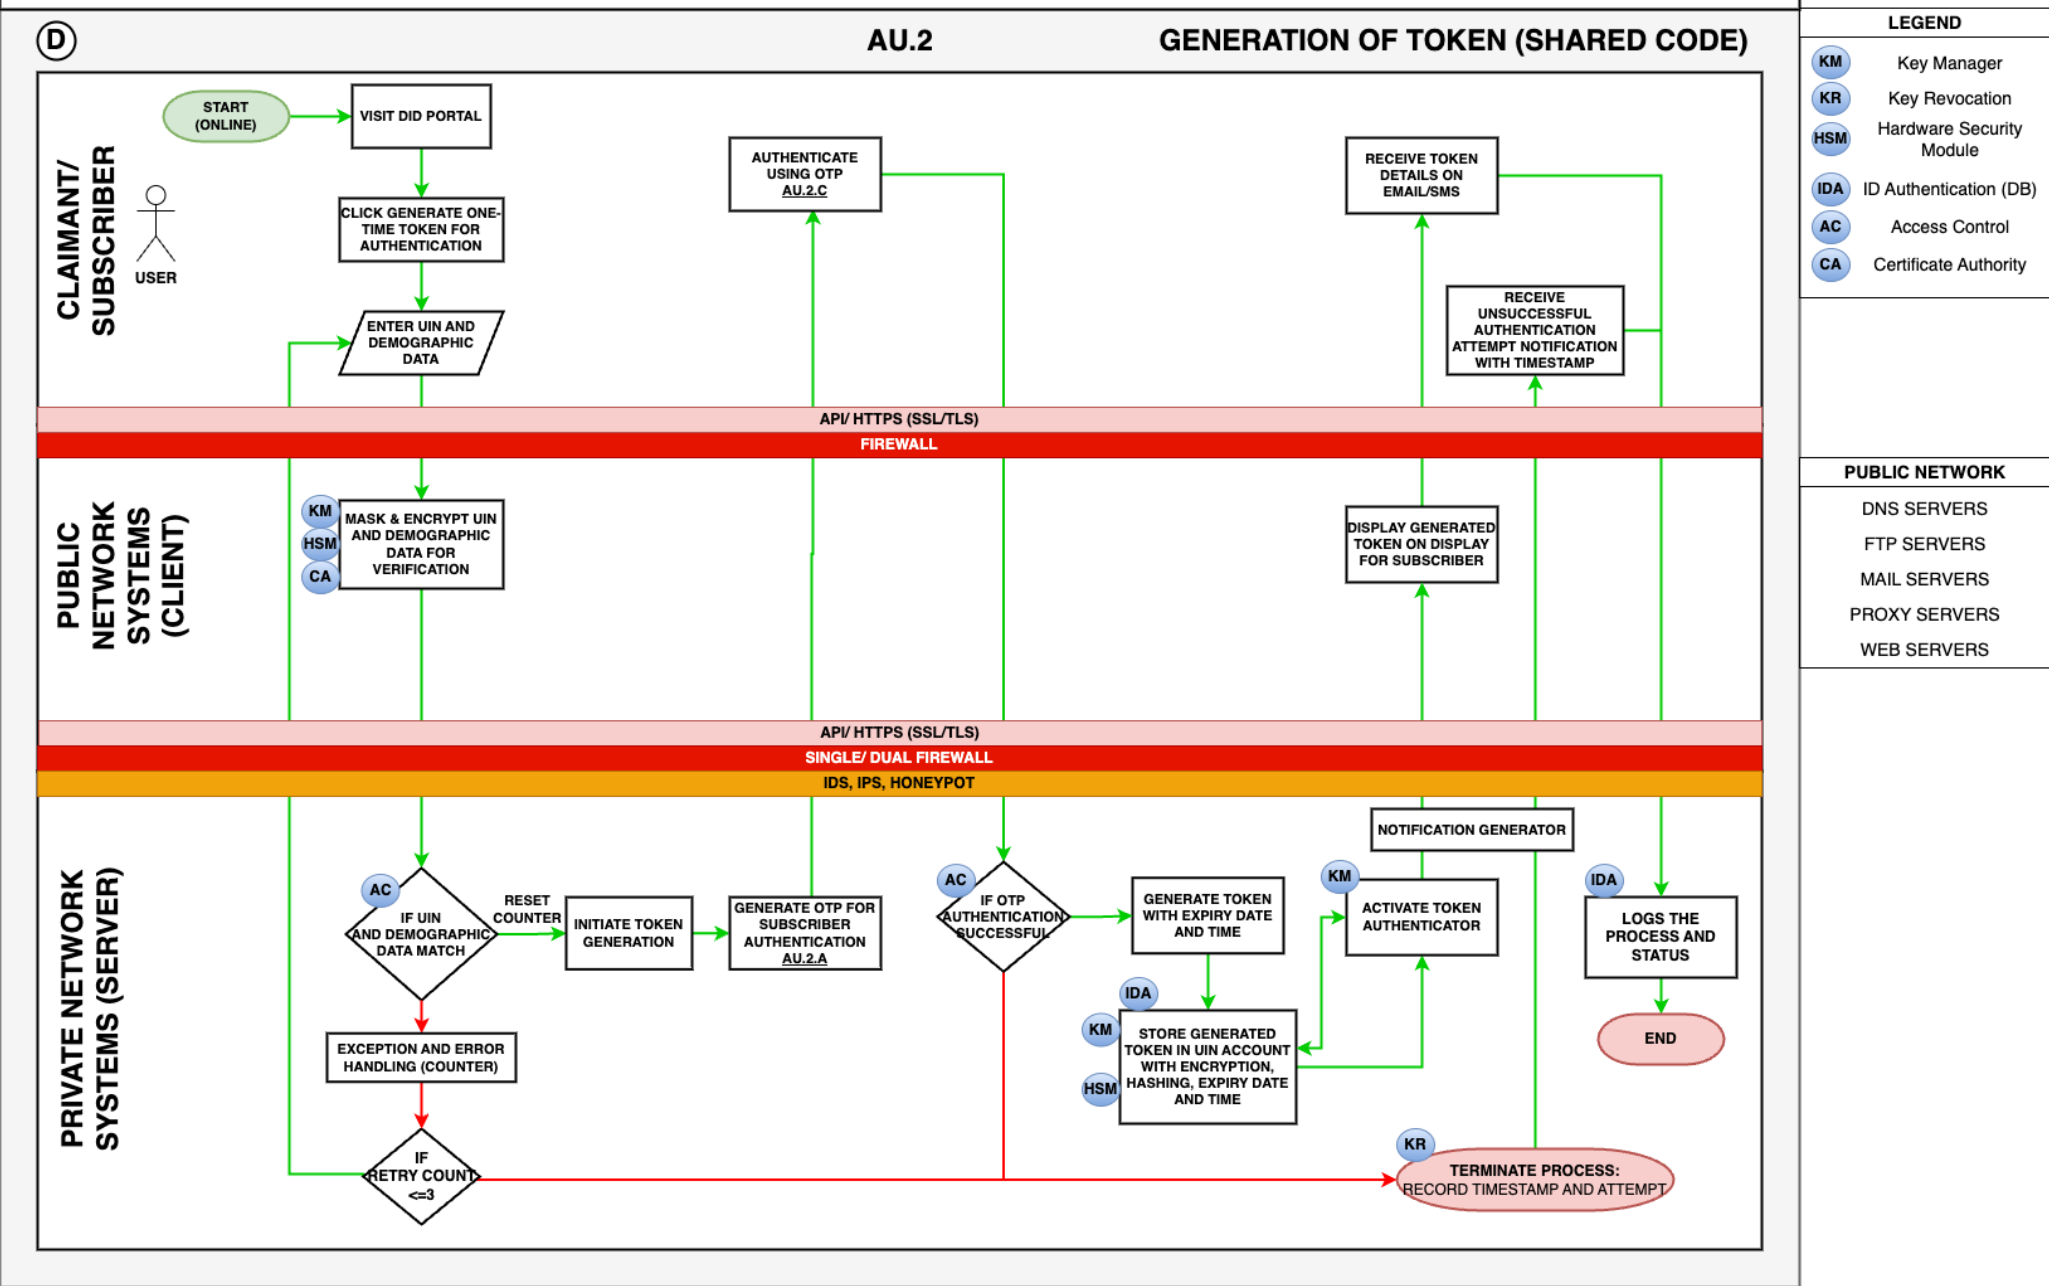 D
AU.2
GENERATION OF TOKEN (SHARED CODE)
CLAIMANT/
SUBSCRIBER
USER
START
(ONLINE)
VISIT DID PORTAL
CLICK GENERATE ONE-
TIME TOKEN FOR
AUTHENTICATION
ENTER UIN AND
DEMOGRAPHIC
DATA
AUTHENTICATE
USING OTP
AU.2.C
RECEIVE TOKEN
DETAILS ON
EMAIL/SMS
RECEIVE
UNSUCCESSFUL
AUTHENTICATION
ATTEMPT NOTIFICATION
WITH TIMESTAMP
API/ HTTPS (SSL/TLS)
FIREWALL
PUBLIC
NETWORK
SYSTEMS
(CLIENT)
KM
HSM
CA
MASK & ENCRYPT UIN
AND DEMOGRAPHIC
DATA FOR
VERIFICATION
DISPLAY GENERATED
TOKEN ON DISPLAY
FOR SUBSCRIBER
API/ HTTPS (SSL/TLS)
SINGLE/ DUAL FIREWALL
IDS, IPS, HONEYPOT
PRIVATE NETWORK
SYSTEMS (SERVER)
AC
IF UIN
AND DEMOGRAPHIC
DATA MATCH
RESET
COUNTER
INITIATE TOKEN
GENERATION
GENERATE OTP FOR
SUBSCRIBER
AUTHENTICATION
AU.2.A
EXCEPTION AND ERROR
HANDLING (COUNTER)
IF
RETRY COUNT
<=3
AC
IF OTP
AUTHENTICATION
SUCCESSFUL
GENERATE TOKEN
WITH EXPIRY DATE
AND TIME
IDA
KM
HSM
STORE GENERATED
TOKEN IN UIN ACCOUNT
WITH ENCRYPTION,
HASHING, EXPIRY DATE
AND TIME
NOTIFICATION GENERATOR
KM
ACTIVATE TOKEN
AUTHENTICATOR
IDA
LOGS THE
PROCESS AND
STATUS
END
KR
TERMINATE PROCESS:
RECORD TIMESTAMP AND ATTEMPT
LEGEND
KM Key Manager
KR Key Revocation
HSM Hardware Security
Module
IDA ID Authentication (DB)
AC Access Control
CA Certificate Authority
PUBLIC NETWORK
DNS SERVERS
FTP SERVERS
MAIL SERVERS
PROXY SERVERS
WEB SERVERS